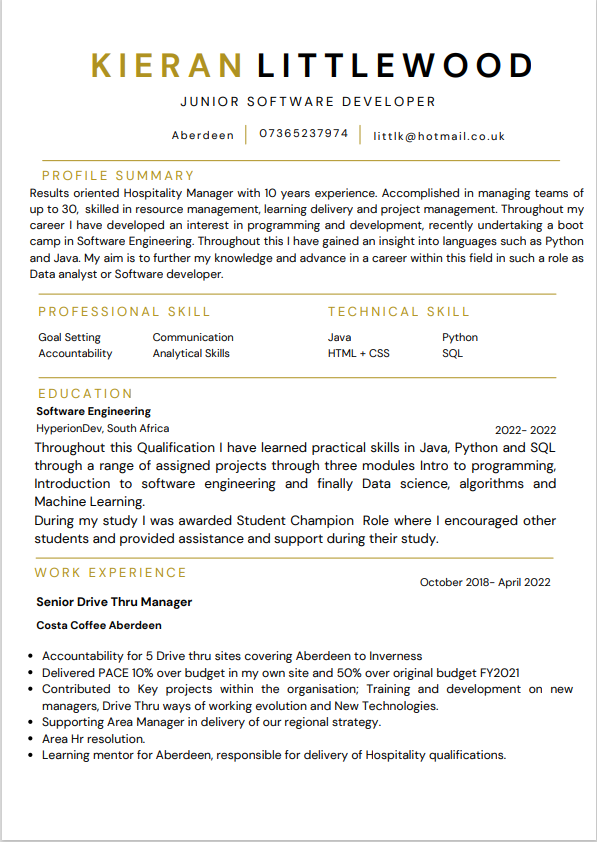 KIERAN LITTLEWOOD
JUNIOR SOFTWARE DEVELOPER
Aberdeen 07365237974 littlk@hotmail.co.uk
PROFILE SUMMARY
Results oriented Hospitality Manager with 10 years experience. Accomplished in managing teams of
up to 30, skilled in resource management, learning delivery and project management. Throughout my
career I have developed an interest in programming and development, recently undertaking a boot
camp in Software Engineering. Throughout this I have gained an insight into languages such as Python
and Java. My aim is to further my knowledge and advance in a career within this field in such a role as
Data analyst or Software developer.
PROFESSIONAL SKILL
Goal Setting Communication
Accountability Analytical Skills
TECHNICAL SKILL
Java Python
HTML + CSS SQL
EDUCATION
Software Engineering
HyperionDev, South Africa
2022- 2022
Throughout this Qualification I have learned practical skills in Java, Python and SQL
through a range of assigned projects through three modules Intro to programming,
Introduction to software engineering and finally Data science, algorithms and
Machine Learning.
During my study I was awarded Student Champion Role where I encouraged other
students and provided assistance and support during their study.
WORK EXPERIENCE
October 2018- April 2022
Senior Drive Thru Manager
Costa Coffee Aberdeen
• Accountability for 5 Drive thru sites covering Aberdeen to Inverness
• Delivered PACE 10% over budget in my own site and 50% over original budget FY2021
• Contributed to Key projects within the organisation; Training and development on new
managers, Drive Thru ways of working evolution and New Technologies.
• Supporting Area Manager in delivery of our regional strategy.
• Area Hr resolution.
• Learning mentor for Aberdeen, responsible for delivery of Hospitality qualifications.